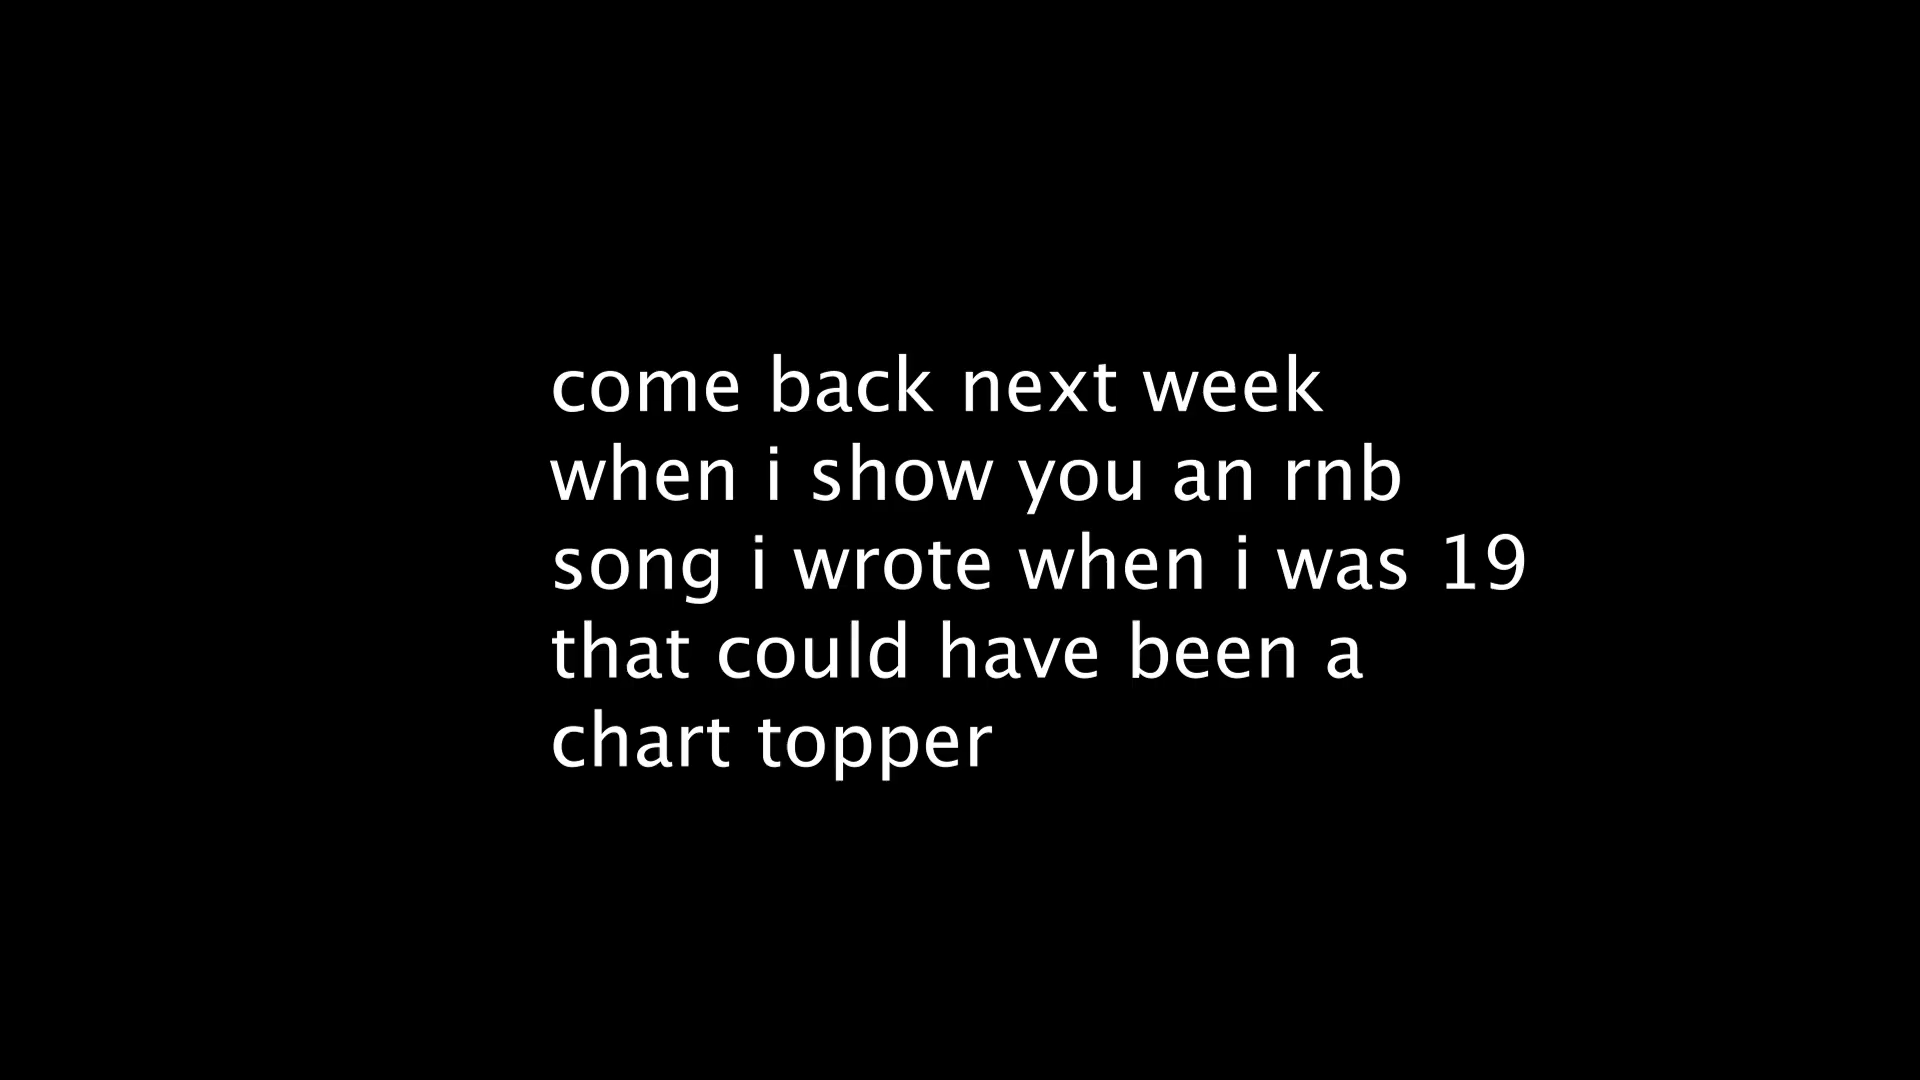 come back next week
when i show you an rnb
song i wrote when i was 19
that could have been a
chart topper